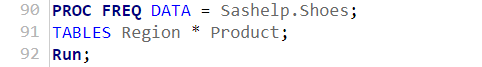 90 PROC FREQ DATA = Sashelp.Shoes;
91 TABLES Region * Product;
92 Run;